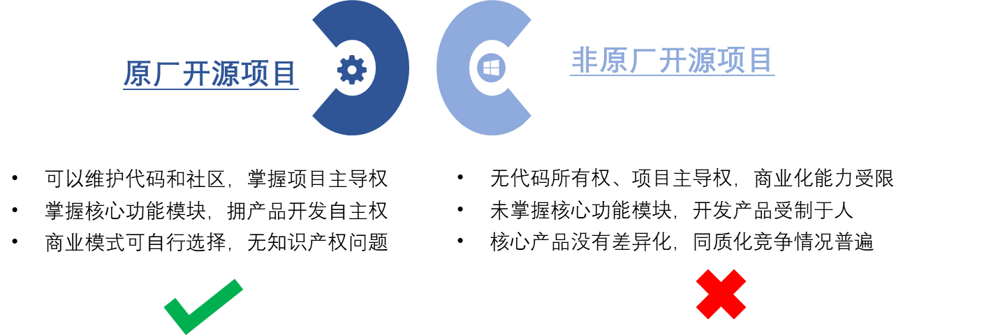 原厂开源项目
非原厂开源项目
• 可以维护代码和社区，掌握项目主导权
• 掌握核心功能模块，拥产品开发自主权
• 商业模式可自行选择，无知识产权问题
• 无代码所有权、项目主导权，商业化能力受限
• 未掌握核心功能模块，开发产品受制于人
• 核心产品没有差异化，同质化竞争情况普遍